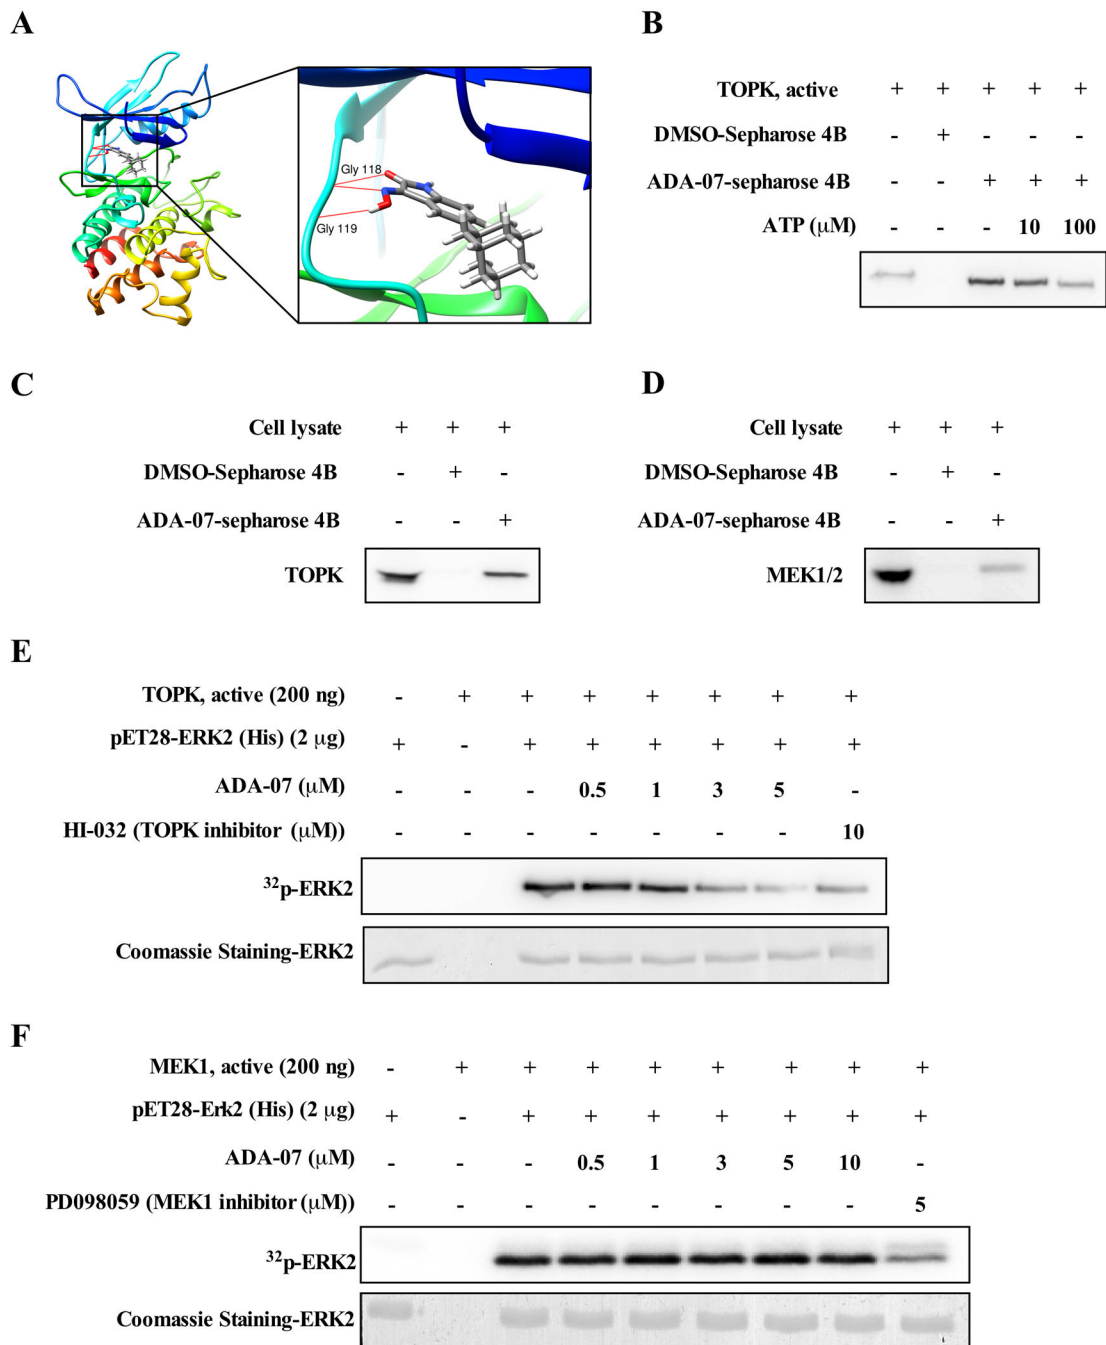 A
Gly 118
Gly 119
B
TOPK, active + + + + +
DMSO-Sepharose 4B - + - - -
ADA-07-sepharose 4B - - + + +
ATP (μM) - - - 10 100
C
Cell lysate + + +
DMSO-Sepharose 4B - + -
ADA-07-sepharose 4B - - +
TOPK
D
Cell lysate + + +
DMSO-Sepharose 4B - + -
ADA-07-sepharose 4B - - +
MEK1/2
E
TOPK, active (200 ng) - + + + + + + +
pET28-ERK2 (His) (2 μg) + - + + + + + +
ADA-07 (μM) - - - 0.5 1 3 5 -
HI-032 (TOPK inhibitor (μM)) - - - - - - - 10
³²p-ERK2
Coomassie Staining-ERK2
F
MEK1, active (200 ng) - + + + + + + + +
pET28-Erk2 (His) (2 μg) + - + + + + + + +
ADA-07 (μM) - - - 0.5 1 3 5 10 -
PD098059 (MEK1 inhibitor (μM)) - - - - - - - - 5
³²p-ERK2
Coomassie Staining-ERK2